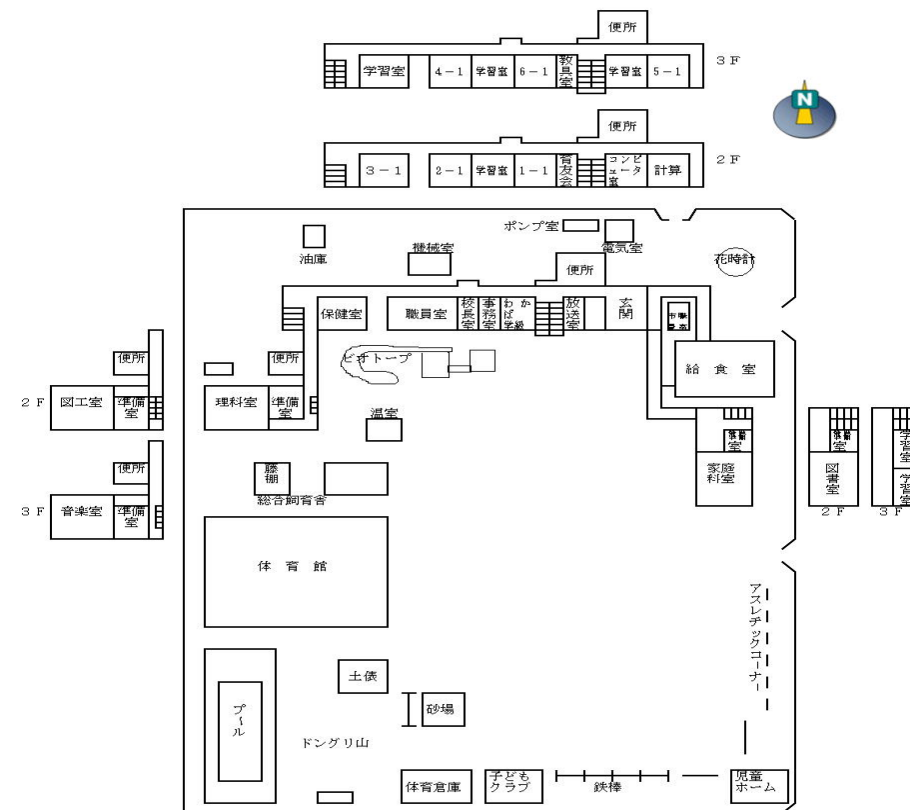 便所
学習室
4－1
学習室
6－1
教具室
学習室
5－1
3F
N
便所
3－1
2－1
学習室
1－1
育友会
コンピュータ室
計算
2F
ポンプ室
電気室
油庫
機械室
便所
花時計
保健室
職員室
校長室
事務室
わかば学級
放送室
玄関
便所
ビオトープ
給食室
2F
図工室
準備室
便所
理科室
準備室
温室
便所
3F
音楽室
準備室
藤棚
総合飼育舎
準備室
家庭科室
準備室
図書室
2F
学習室
学習室
3F
体育館
アスレチックコーナー
土俵
砂場
プール
ドングリ山
体育倉庫
子どもクラブ
鉄棒
児童ホーム